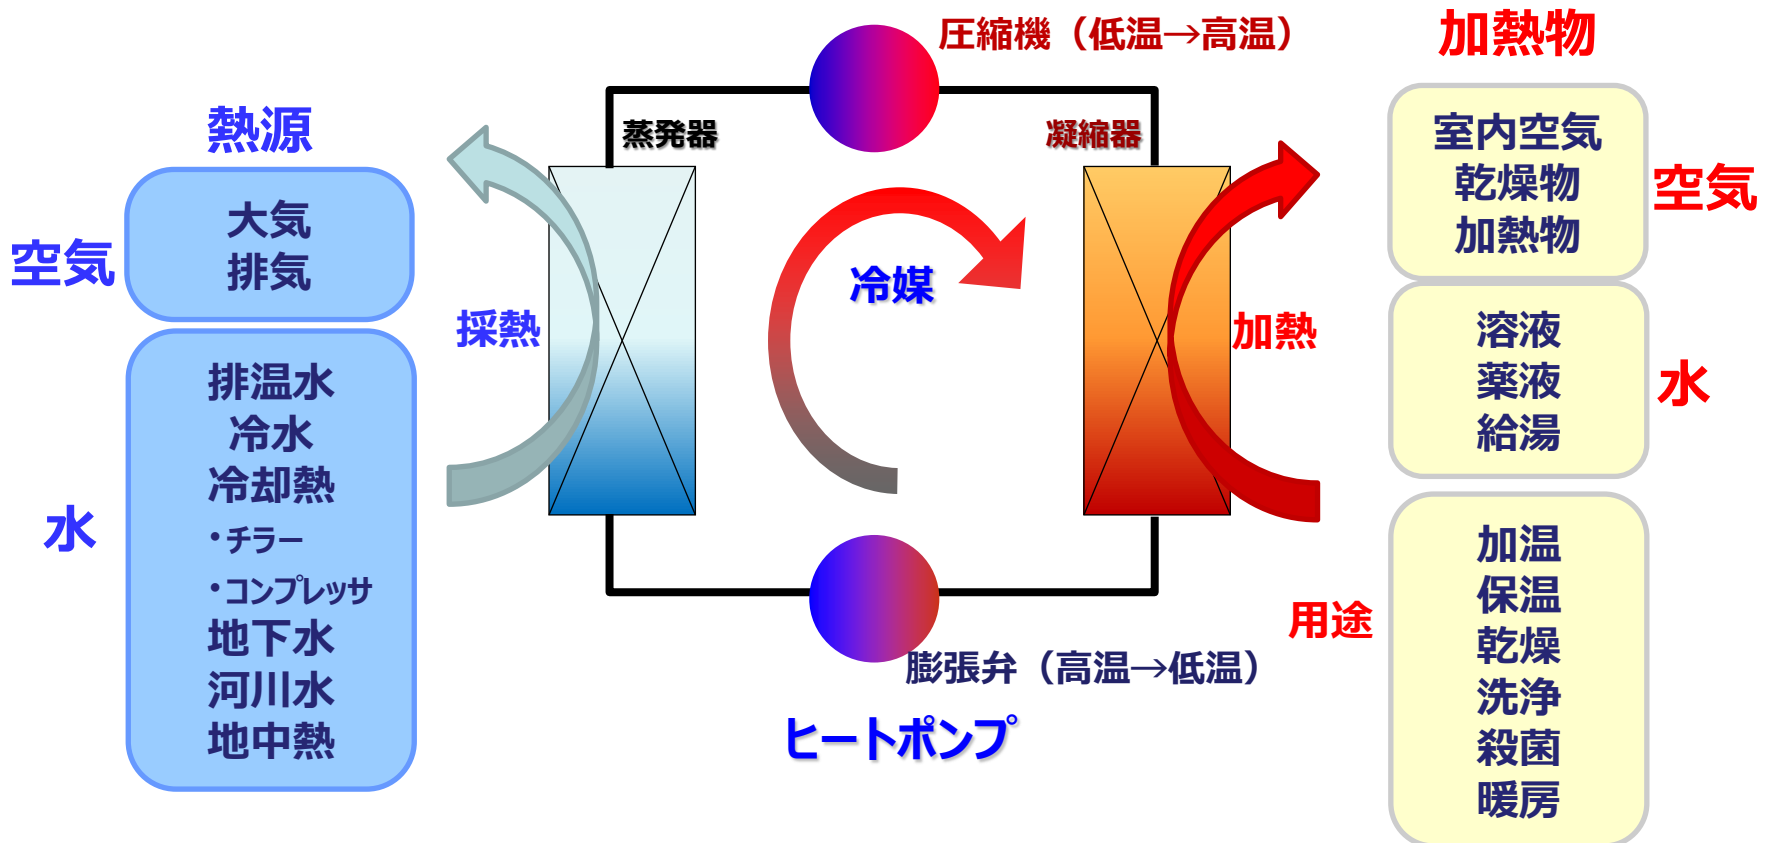 熱源
空気
大気
排気
水
排温水
冷水
冷却熱
・チラー
・コンプレッサ
地下水
河川水
地中熱
圧縮機（低温→高温）
蒸発器
凝縮器
採熱
冷媒
加熱
膨張弁（高温→低温）
ヒートポンプ
加熱物
室内空気
乾燥物
加熱物
空気
溶液
薬液
給湯
水
用途
加温
保温
乾燥
洗浄
殺菌
暖房